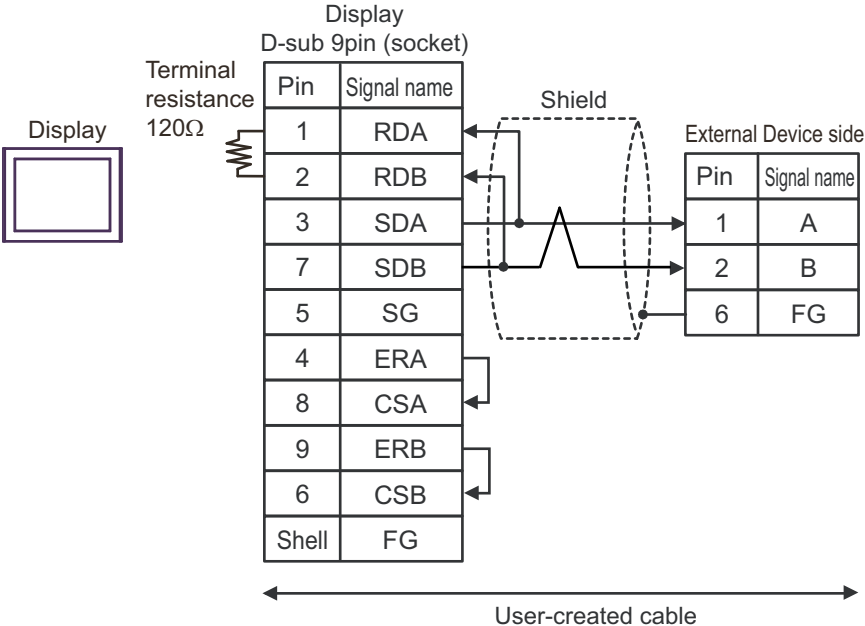 Display
D-sub 9pin (socket)
Terminal
resistance
120Ω
Display
Pin Signal name
1 RDA
2 RDB
3 SDA
7 SDB
5 SG
4 ERA
8 CSA
9 ERB
6 CSB
Shell FG
Shield
External Device side
Pin Signal name
1 A
2 B
6 FG
User-created cable